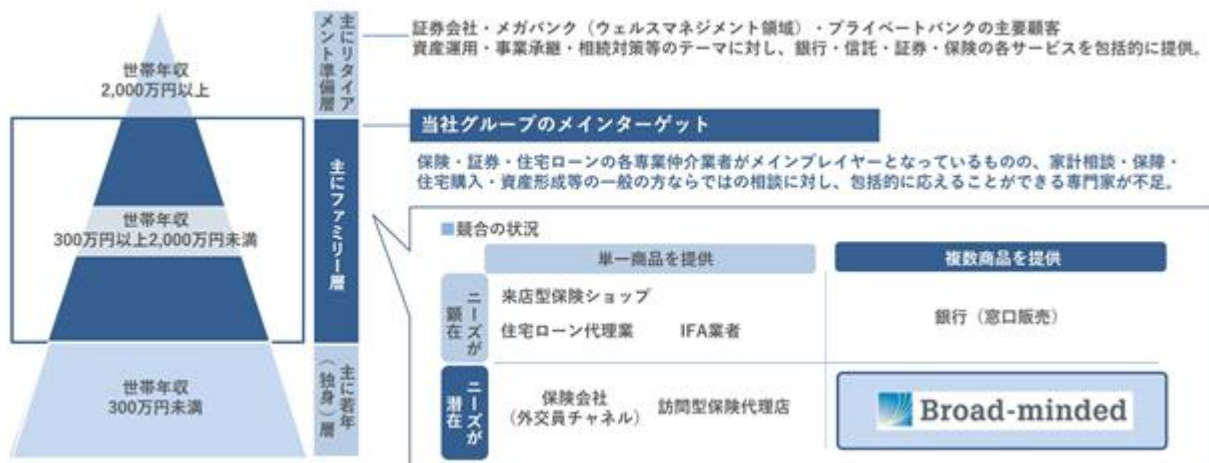 世帯年収
2,000万円以上
主にリタイア
メント準備層
証券会社・メガバンク（ウェルスマネジメント領域）・プライベートバンクの主要顧客
資産運用・事業承継・相続対策等のテーマに対し、銀行・信託・証券・保険の各サービスを包括的に提供。
世帯年収
300万円以上2,000万円未満
主にファミリー層
当社グループのメインターゲット
保険・証券・住宅ローンの各専業仲介業者がメインプレイヤーとなっているものの、家計相談・保障・
住宅購入・資産形成等の一般の方ならではの相談に対し、包括的に応えることができる専門家が不足。
世帯年収
300万円未満
主に若年
（独身）層
■競合の状況
単一商品を提供
複数商品を提供
ニーズが
顕在
来店型保険ショップ
住宅ローン代理業
IFA業者
銀行（窓口販売）
ニーズが
潜在
保険会社
（外交員チャネル）
訪問型保険代理店
Broad-minded